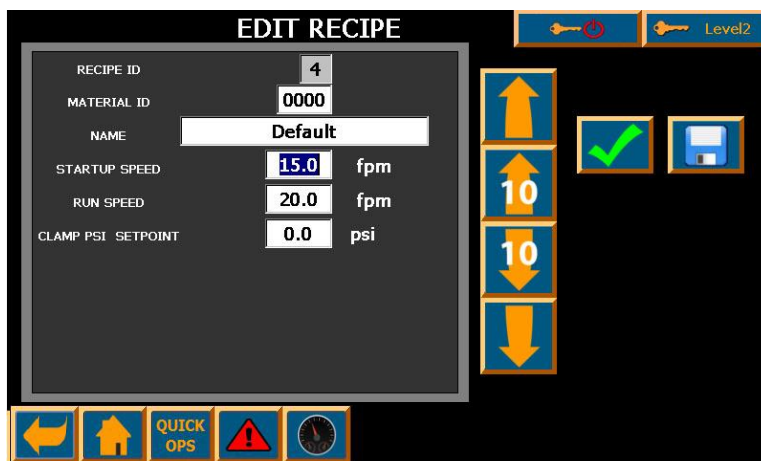 EDIT RECIPE
Level2
RECIPE ID 4
MATERIAL ID 0000
NAME Default
STARTUP SPEED 15.0 fpm
RUN SPEED 20.0 fpm
CLAMP PSI SETPOINT 0.0 psi
10
10
QUICK
OPS